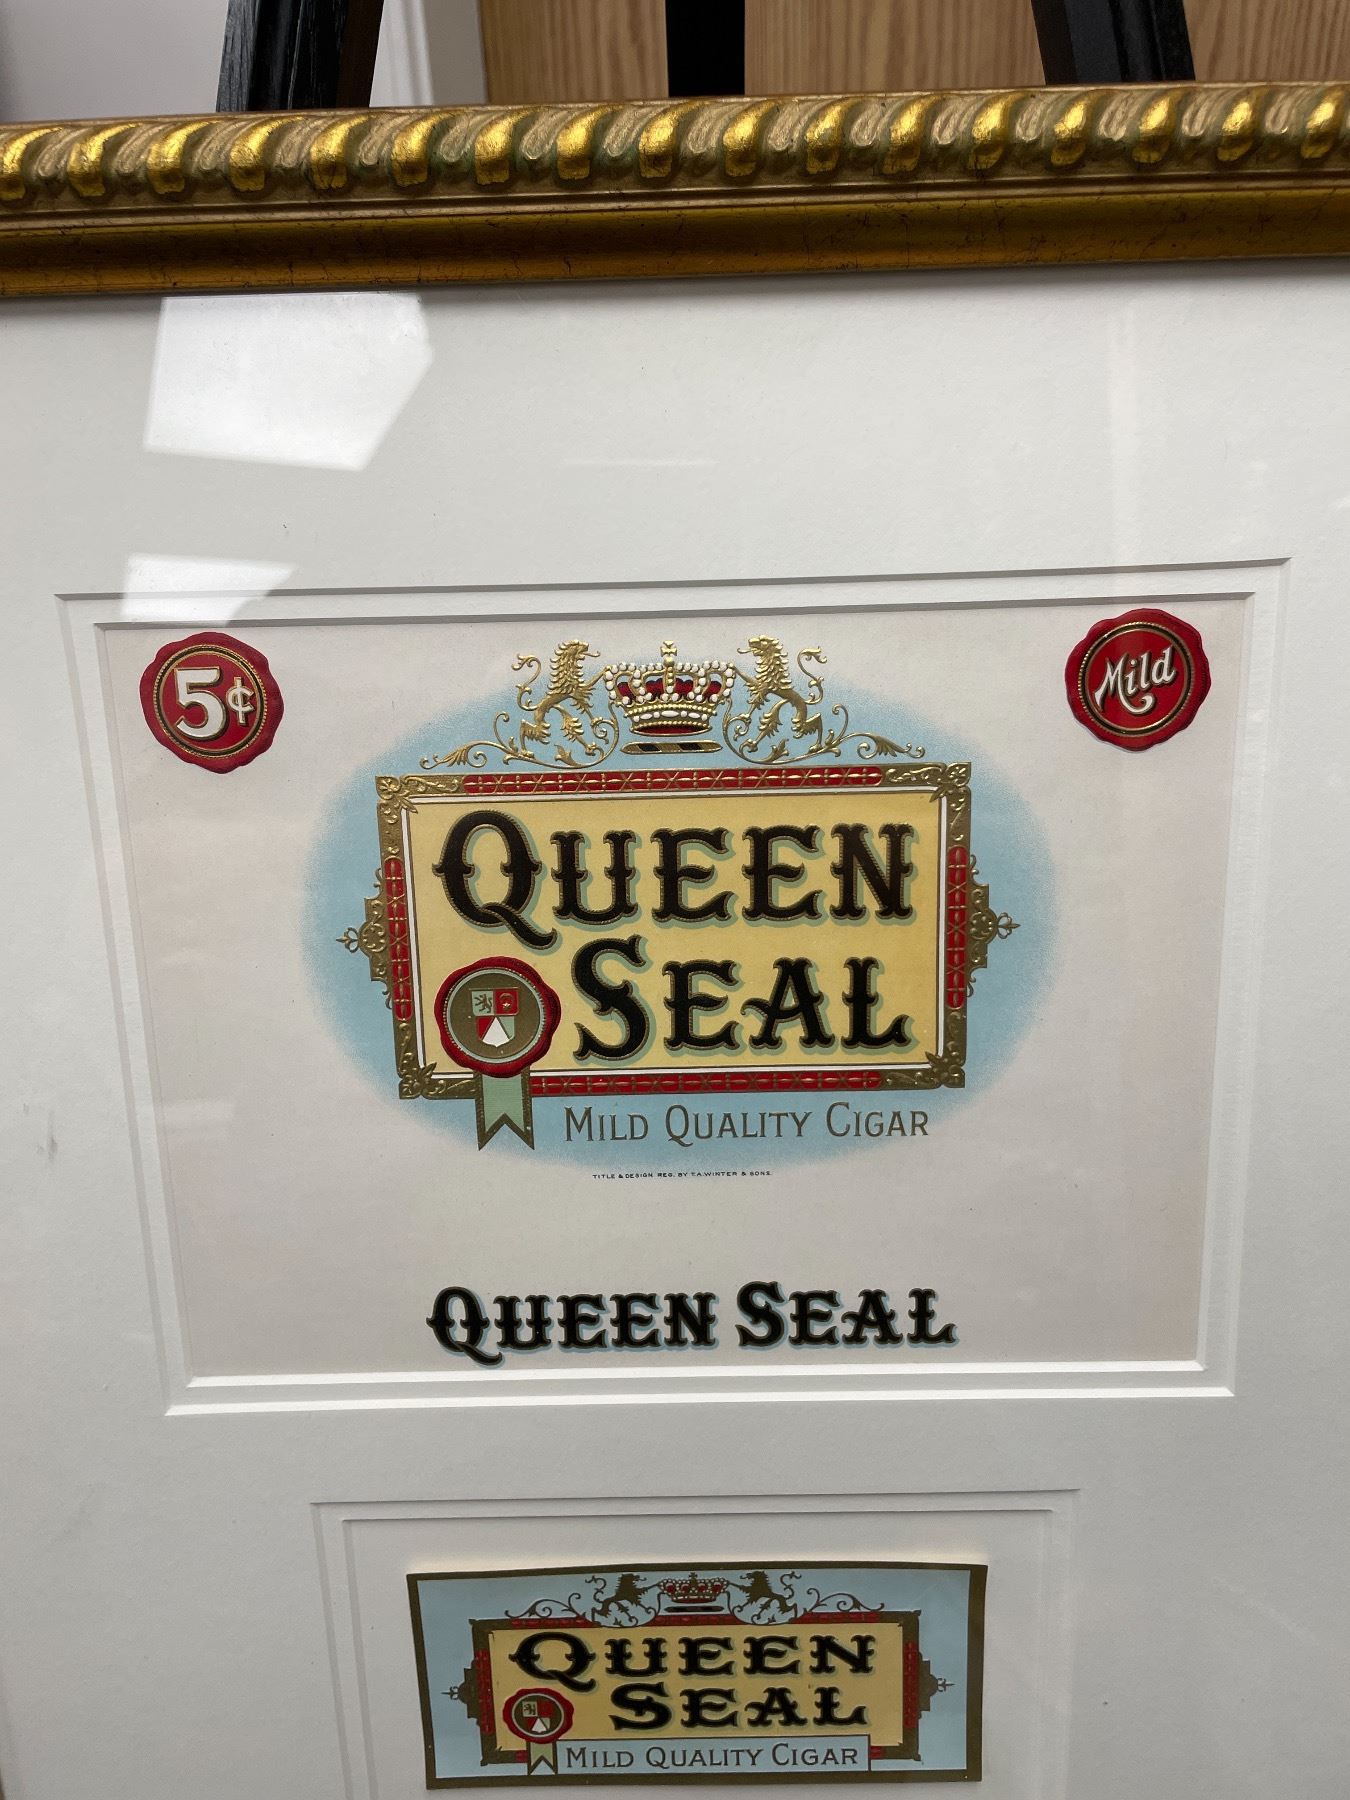 5¢
Mild
QUEEN
SEAL
MILD QUALITY CIGAR
TITLE & DESIGN REG. BY T.A. WINTER & SONS.
QUEEN SEAL
QUEEN
SEAL
MILD QUALITY CIGAR